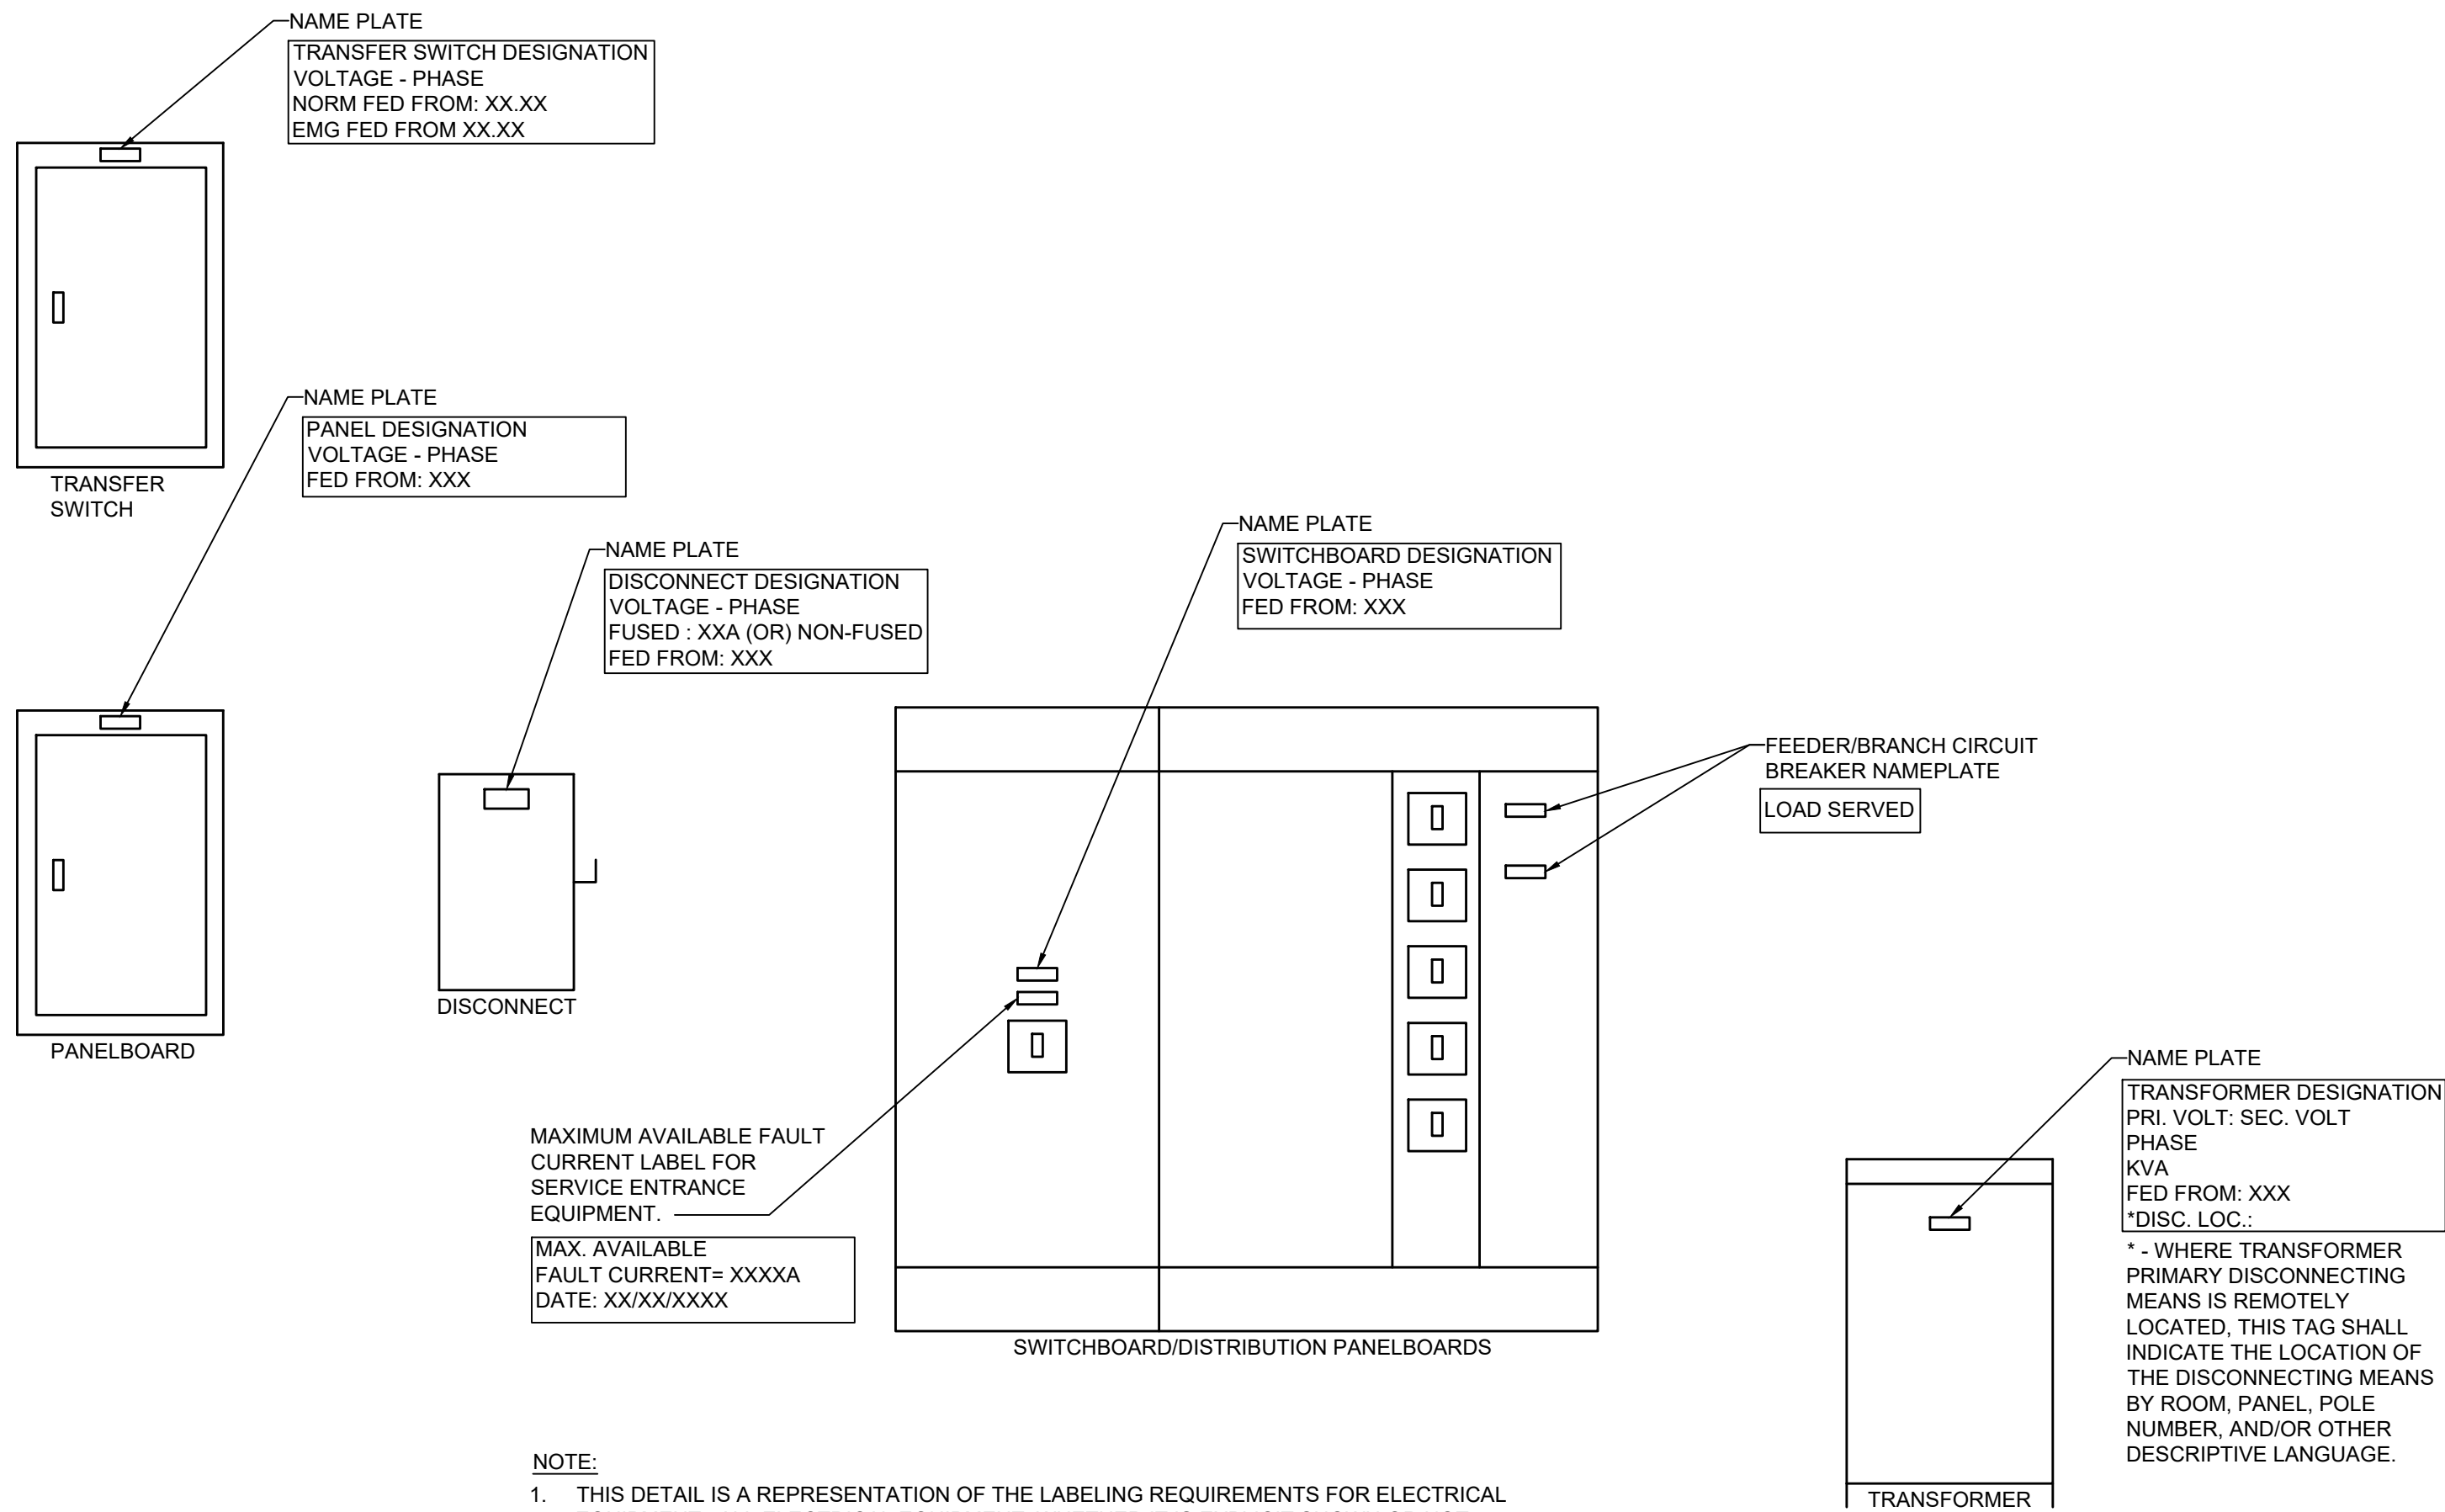 NAME PLATE
TRANSFER SWITCH DESIGNATION
VOLTAGE - PHASE
NORM FED FROM: XX.XX
EMG FED FROM XX.XX
TRANSFER
SWITCH
NAME PLATE
PANEL DESIGNATION
VOLTAGE - PHASE
FED FROM: XXX
PANELBOARD
NAME PLATE
DISCONNECT DESIGNATION
VOLTAGE - PHASE
FUSED : XXA (OR) NON-FUSED
FED FROM: XXX
DISCONNECT
NAME PLATE
SWITCHBOARD DESIGNATION
VOLTAGE - PHASE
FED FROM: XXX
FEEDER/BRANCH CIRCUIT
BREAKER NAMEPLATE
LOAD SERVED
MAXIMUM AVAILABLE FAULT
CURRENT LABEL FOR
SERVICE ENTRANCE
EQUIPMENT.
MAX. AVAILABLE
FAULT CURRENT= XXXXA
DATE: XX/XX/XXXX
SWITCHBOARD/DISTRIBUTION PANELBOARDS
NAME PLATE
TRANSFORMER DESIGNATION
PRI. VOLT: SEC. VOLT
PHASE
KVA
FED FROM: XXX
*DISC. LOC.:
* - WHERE TRANSFORMER
PRIMARY DISCONNECTING
MEANS IS REMOTELY
LOCATED, THIS TAG SHALL
INDICATE THE LOCATION OF
THE DISCONNECTING MEANS
BY ROOM, PANEL, POLE
NUMBER, AND/OR OTHER
DESCRIPTIVE LANGUAGE.
TRANSFORMER
NOTE:
1. THIS DETAIL IS A REPRESENTATION OF THE LABELING REQUIREMENTS FOR ELECTRICAL